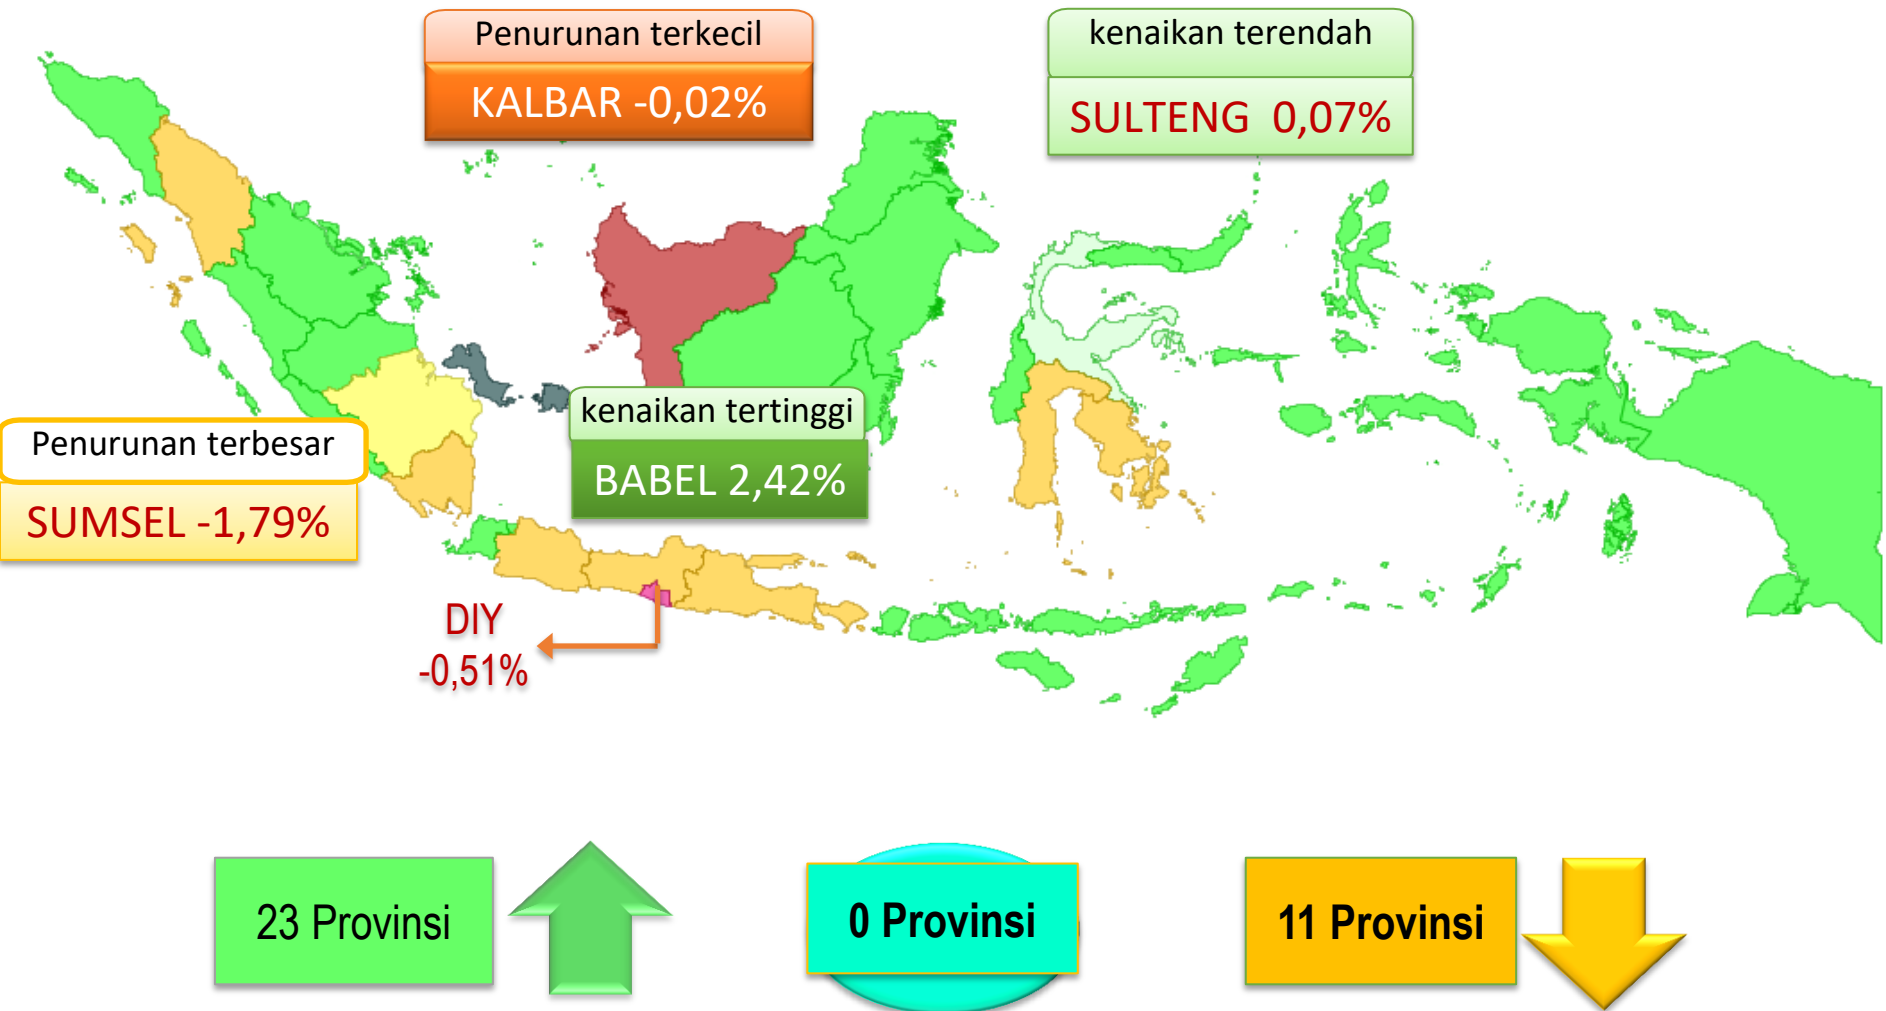 Penurunan terkecil
KALBAR -0,02%
kenaikan terendah
SULTENG 0,07%
kenaikan tertinggi
BABEL 2,42%
Penurunan terbesar
SUMSEL -1,79%
DIY
-0,51%
23 Provinsi
0 Provinsi
11 Provinsi